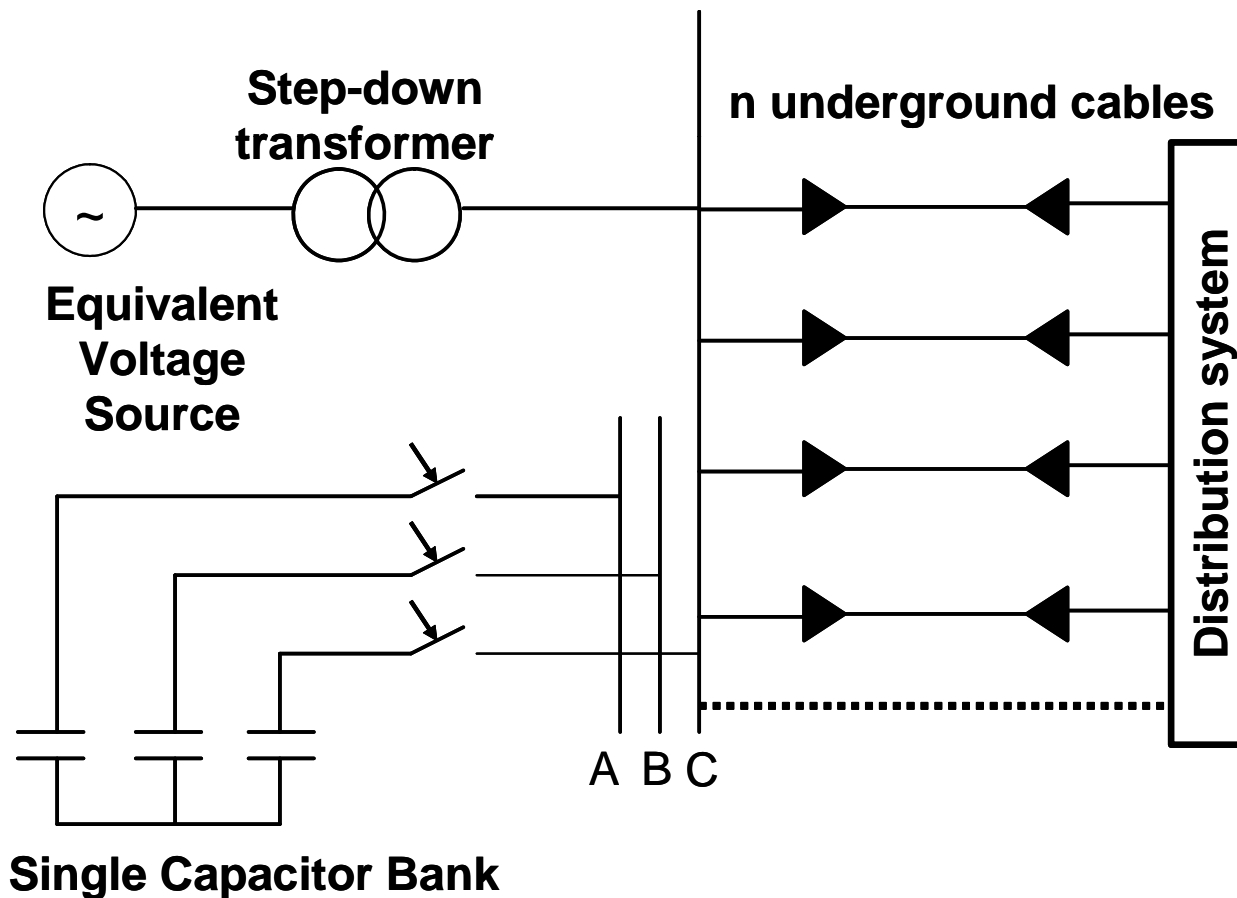 Step-down
transformer
n underground cables
~
Equivalent
Voltage
Source
Distribution system
A B C
Single Capacitor Bank